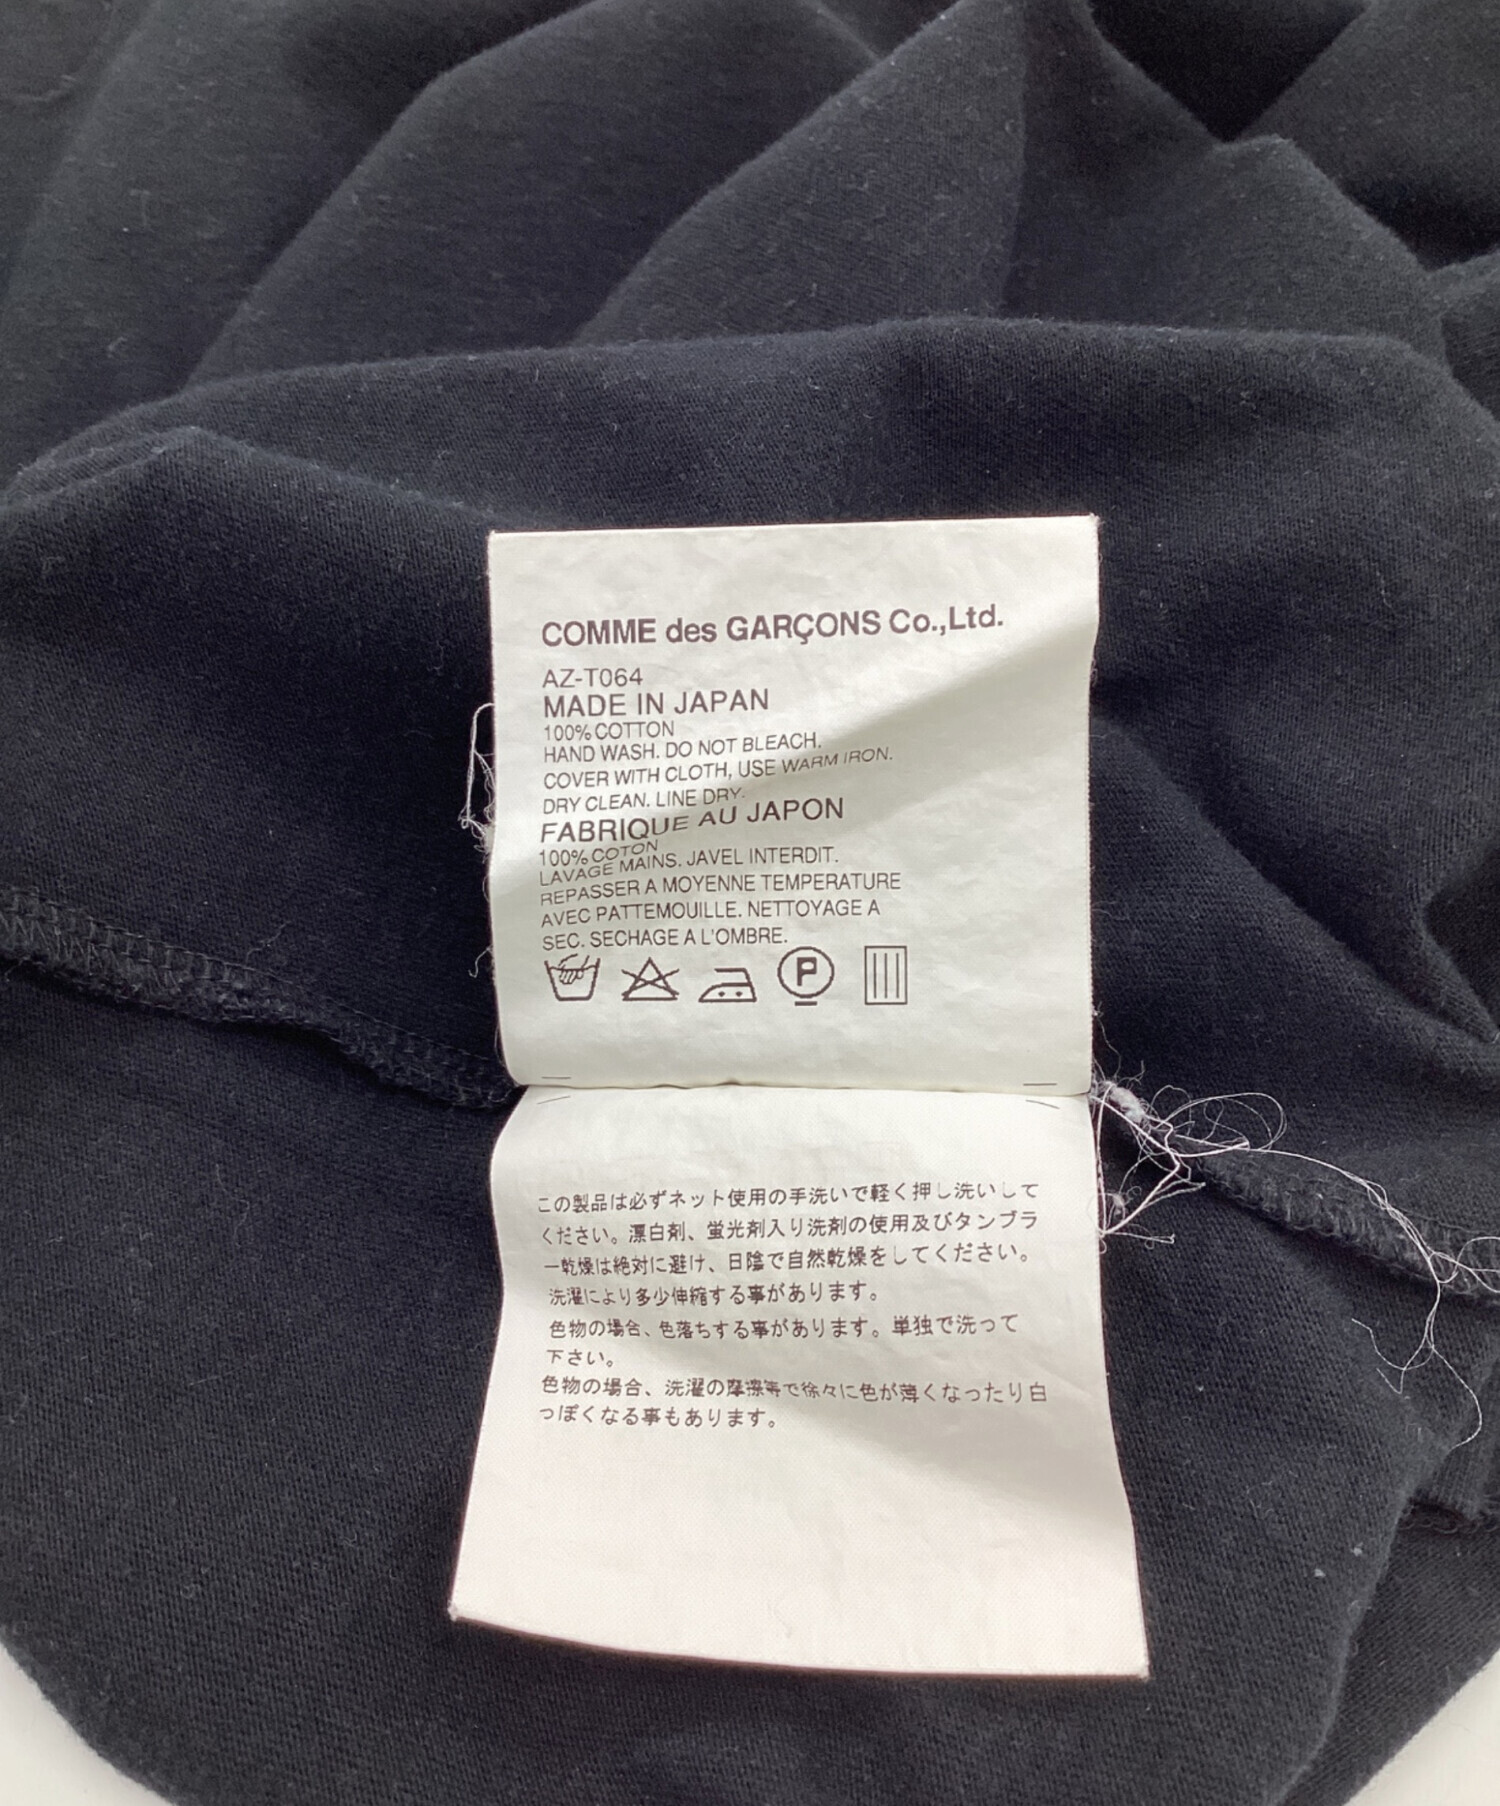 COMME des GARÇONS Co.,Ltd.
AZ-T064
MADE IN JAPAN
100% COTTON
HAND WASH. DO NOT BLEACH.
COVER WITH CLOTH, USE WARM IRON.
DRY CLEAN. LINE DRY.
FABRIQUE AU JAPON
100% COTON
LAVAGE MAINS. JAVEL INTERDIT.
REPASSER A MOYENNE TEMPERATURE
AVEC PATTEMOUILLE. NETTOYAGE A
SEC. SECHAGE A L'OMBRE.
P
この製品は必ずネット使用の手洗いで軽く押し洗いして
ください。漂白剤、蛍光剤入り洗剤の使用及びタンブラ
ー乾燥は絶対に避け、日陰で自然乾燥をしてください。
洗濯により多少伸縮する事があります。
色物の場合、色落ちする事があります。単独で洗って
下さい。
色物の場合、洗濯の摩擦等で徐々に色が薄くなったり白
っぽくなる事もあります。